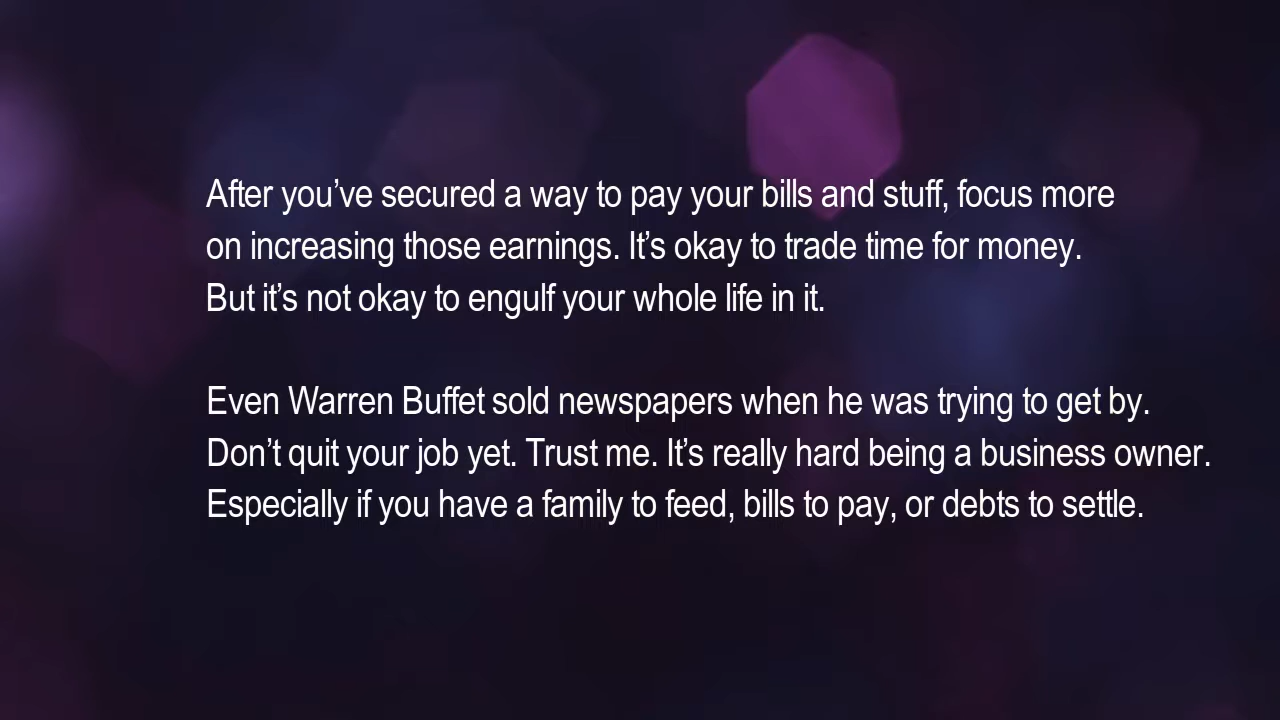 After you’ve secured a way to pay your bills and stuff, focus more
on increasing those earnings. It’s okay to trade time for money.
But it’s not okay to engulf your whole life in it.
Even Warren Buffet sold newspapers when he was trying to get by.
Don’t quit your job yet. Trust me. It’s really hard being a business owner.
Especially if you have a family to feed, bills to pay, or debts to settle.